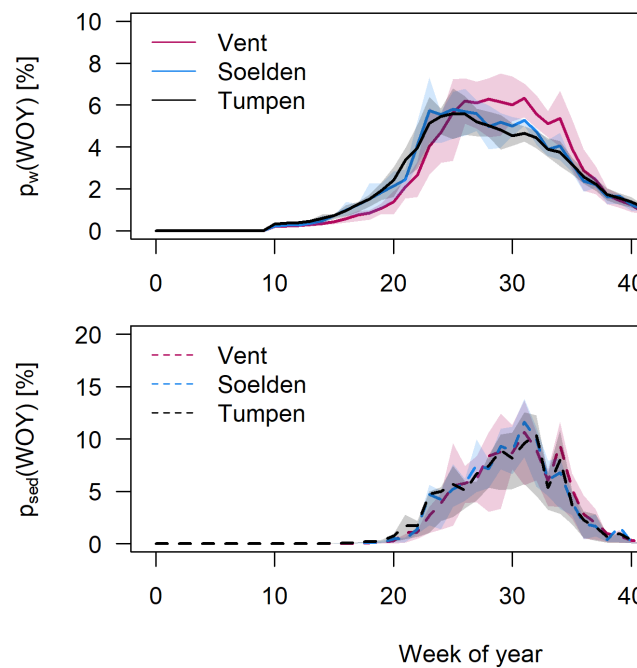 10
8
6
4
2
0
p_w(WOY) [%]
Vent
Soelden
Tumpen
0 10 20 30 40
20
15
10
5
0
p_sed(WOY) [%]
Vent
Soelden
Tumpen
0 10 20 30 40
Week of year